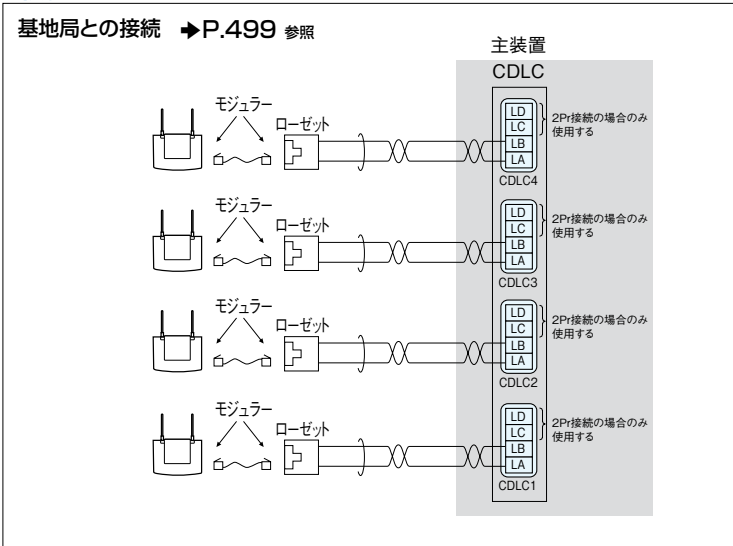 基地局との接続 ➔P.499 参照
主装置
CDLC
モジュラー
ローゼット
LD
LC
LB
LA
2Pr接続の場合のみ
使用する
CDLC4
モジュラー
ローゼット
LD
LC
LB
LA
2Pr接続の場合のみ
使用する
CDLC3
モジュラー
ローゼット
LD
LC
LB
LA
2Pr接続の場合のみ
使用する
CDLC2
モジュラー
ローゼット
LD
LC
LB
LA
2Pr接続の場合のみ
使用する
CDLC1